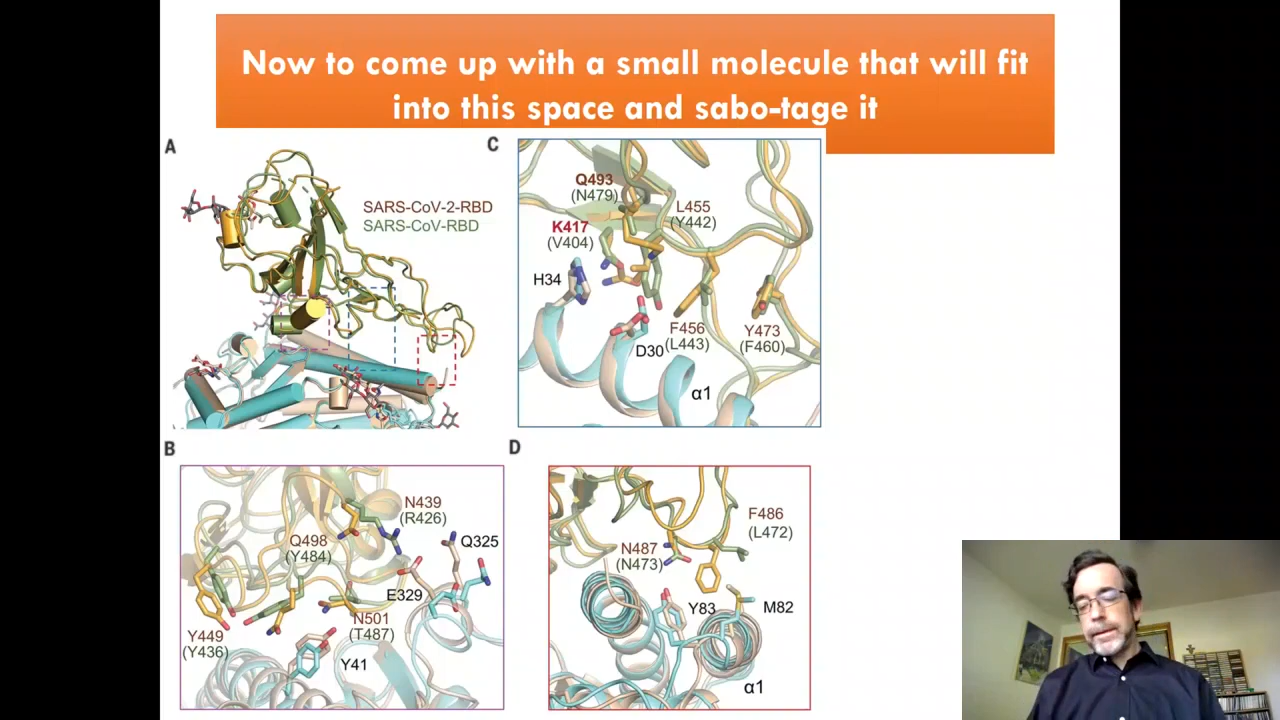 Now to come up with a small molecule that will fit
into this space and sabo-tage it
A
SARS-CoV-2-RBD
SARS-CoV-RBD
C
Q493
(N479)
L455
(Y442)
K417
(V404)
H34
D30
F456
(L443)
Y473
(F460)
α1
B
N439
(R426)
Q498
(Y484)
Q325
E329
N501
(T487)
Y449
(Y436)
Y41
D
F486
(L472)
N487
(N473)
Y83
M82
α1